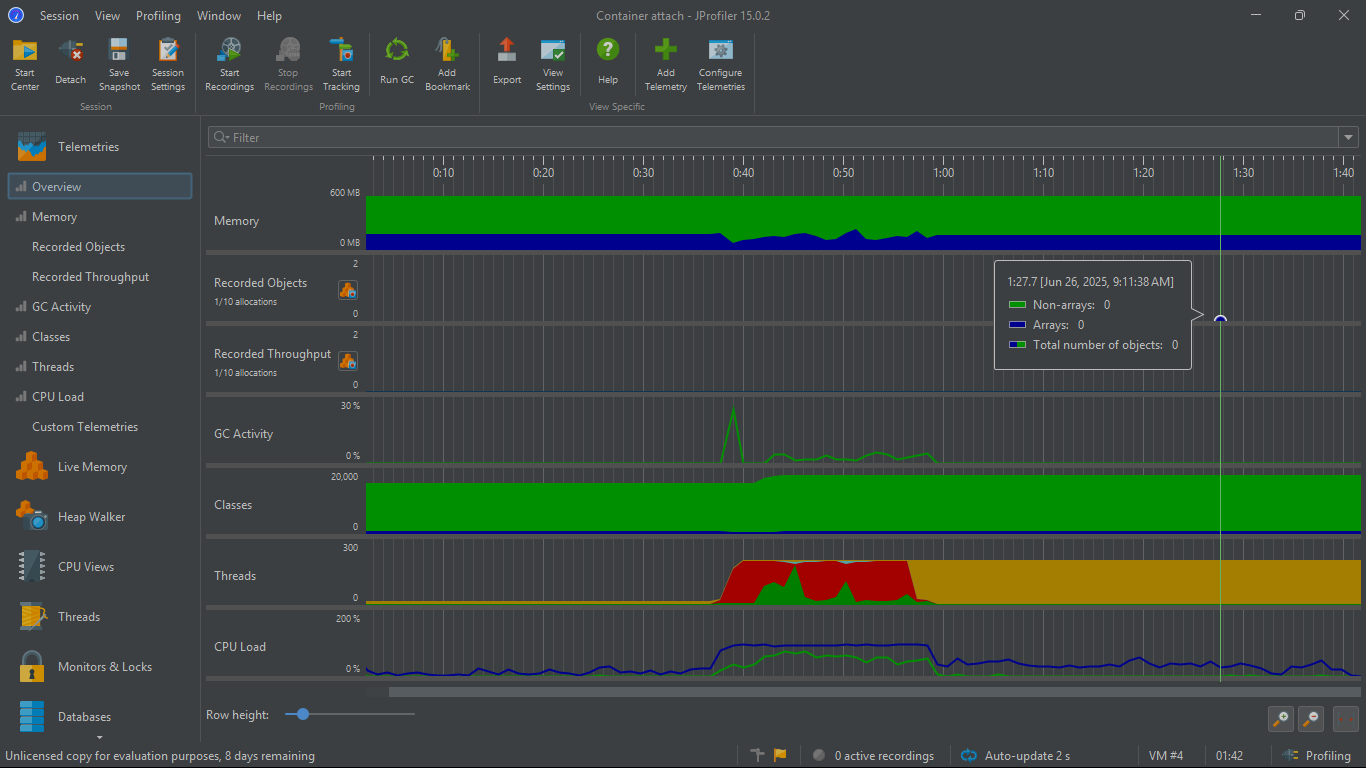 Session View Profiling Window Help
Container attach - JProfiler 15.0.2
Start Center
Detach
Save Snapshot
Session Settings
Start Recordings
Stop Recordings
Start Tracking
Run GC
Add Bookmark
Export
View Settings
Help
Add Telemetry
Configure Telemetries
Session
Profiling
View Specific
Telemetries
Overview
Memory
Recorded Objects
Recorded Throughput
GC Activity
Classes
Threads
CPU Load
Custom Telemetries
Live Memory
Heap Walker
CPU Views
Threads
Monitors & Locks
Databases
Filter
0:10 0:20 0:30 0:40 0:50 1:00 1:10 1:20 1:30 1:40
600 MB
Memory
0 MB
2
Recorded Objects
1/10 allocations
0
2
Recorded Throughput
1/10 allocations
0
30 %
GC Activity
0 %
20,000
Classes
0
300
Threads
0
200 %
CPU Load
0 %
1:27.7 [Jun 26, 2025, 9:11:38 AM]
Non-arrays: 0
Arrays: 0
Total number of objects: 0
Row height:
Unlicensed copy for evaluation purposes, 8 days remaining
0 active recordings
Auto-update 2 s
VM #4
01:42
Profiling